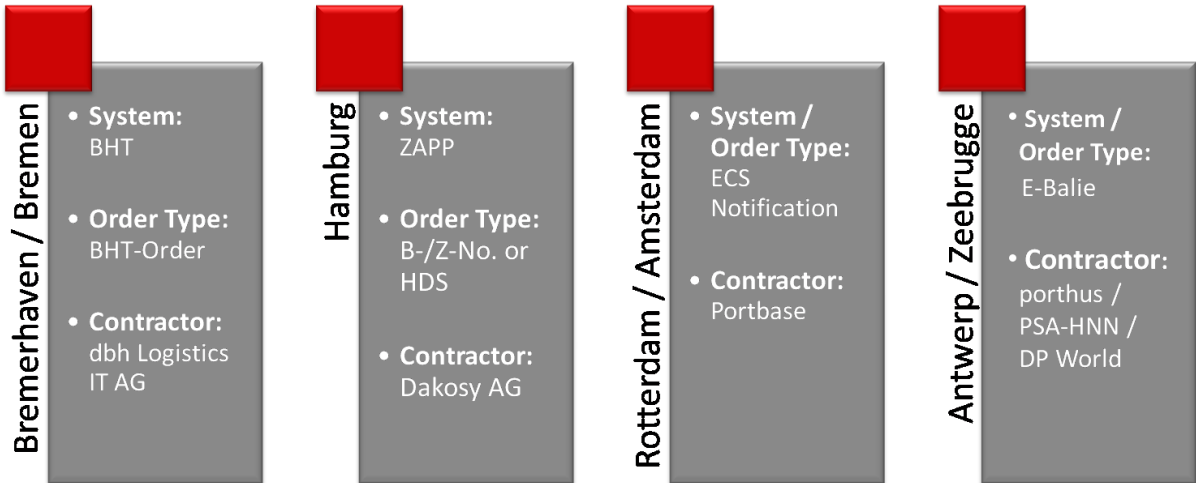 Bremerhaven / Bremen
• System:
BHT
• Order Type:
BHT-Order
• Contractor:
dbh Logistics
IT AG
Hamburg
• System:
ZAPP
• Order Type:
B-/Z-No. or
HDS
• Contractor:
Dakosy AG
Rotterdam / Amsterdam
• System /
Order Type:
ECS
Notification
• Contractor:
Portbase
Antwerp / Zeebrugge
• System /
Order Type:
E-Balie
• Contractor:
porthus /
PSA-HNN /
DP World